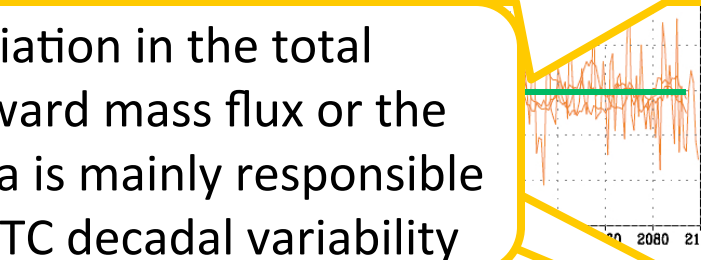 iation in the total
ward mass flux or the
a is mainly responsible
TC decadal variability
2080